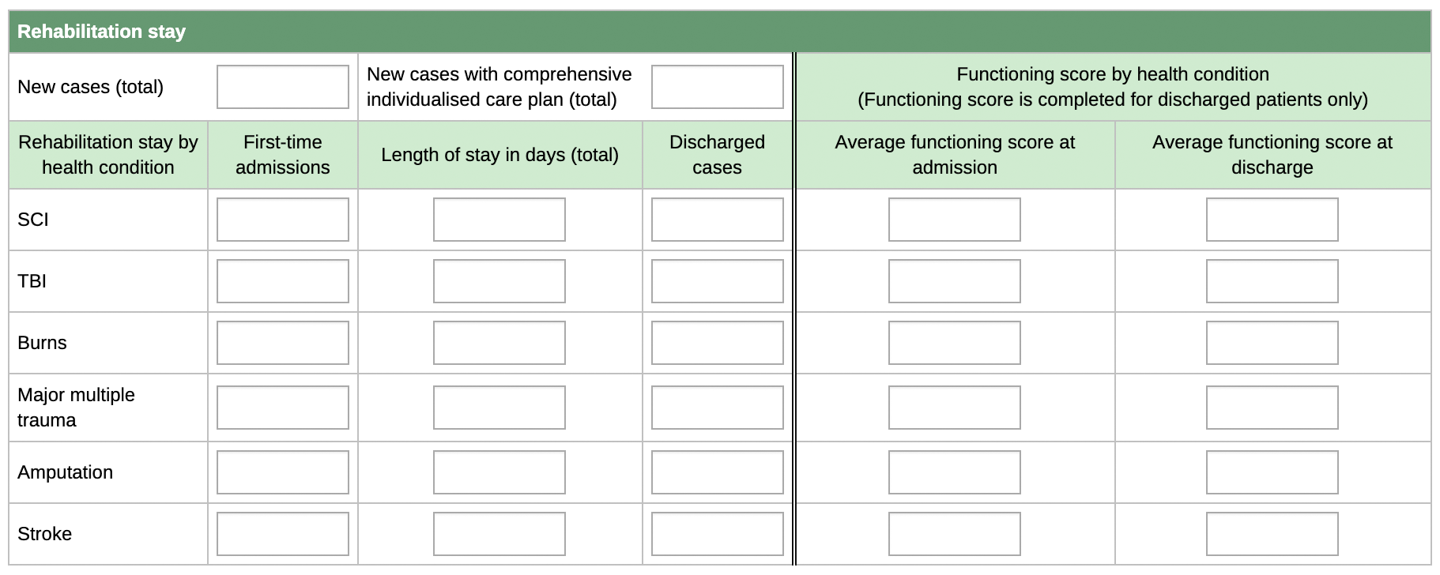 Rehabilitation stay
New cases (total)
New cases with comprehensive
individualised care plan (total)
Functioning score by health condition
(Functioning score is completed for discharged patients only)
Rehabilitation stay by
health condition
First-time
admissions
Length of stay in days (total)
Discharged
cases
Average functioning score at
admission
Average functioning score at
discharge
SCI
TBI
Burns
Major multiple
trauma
Amputation
Stroke